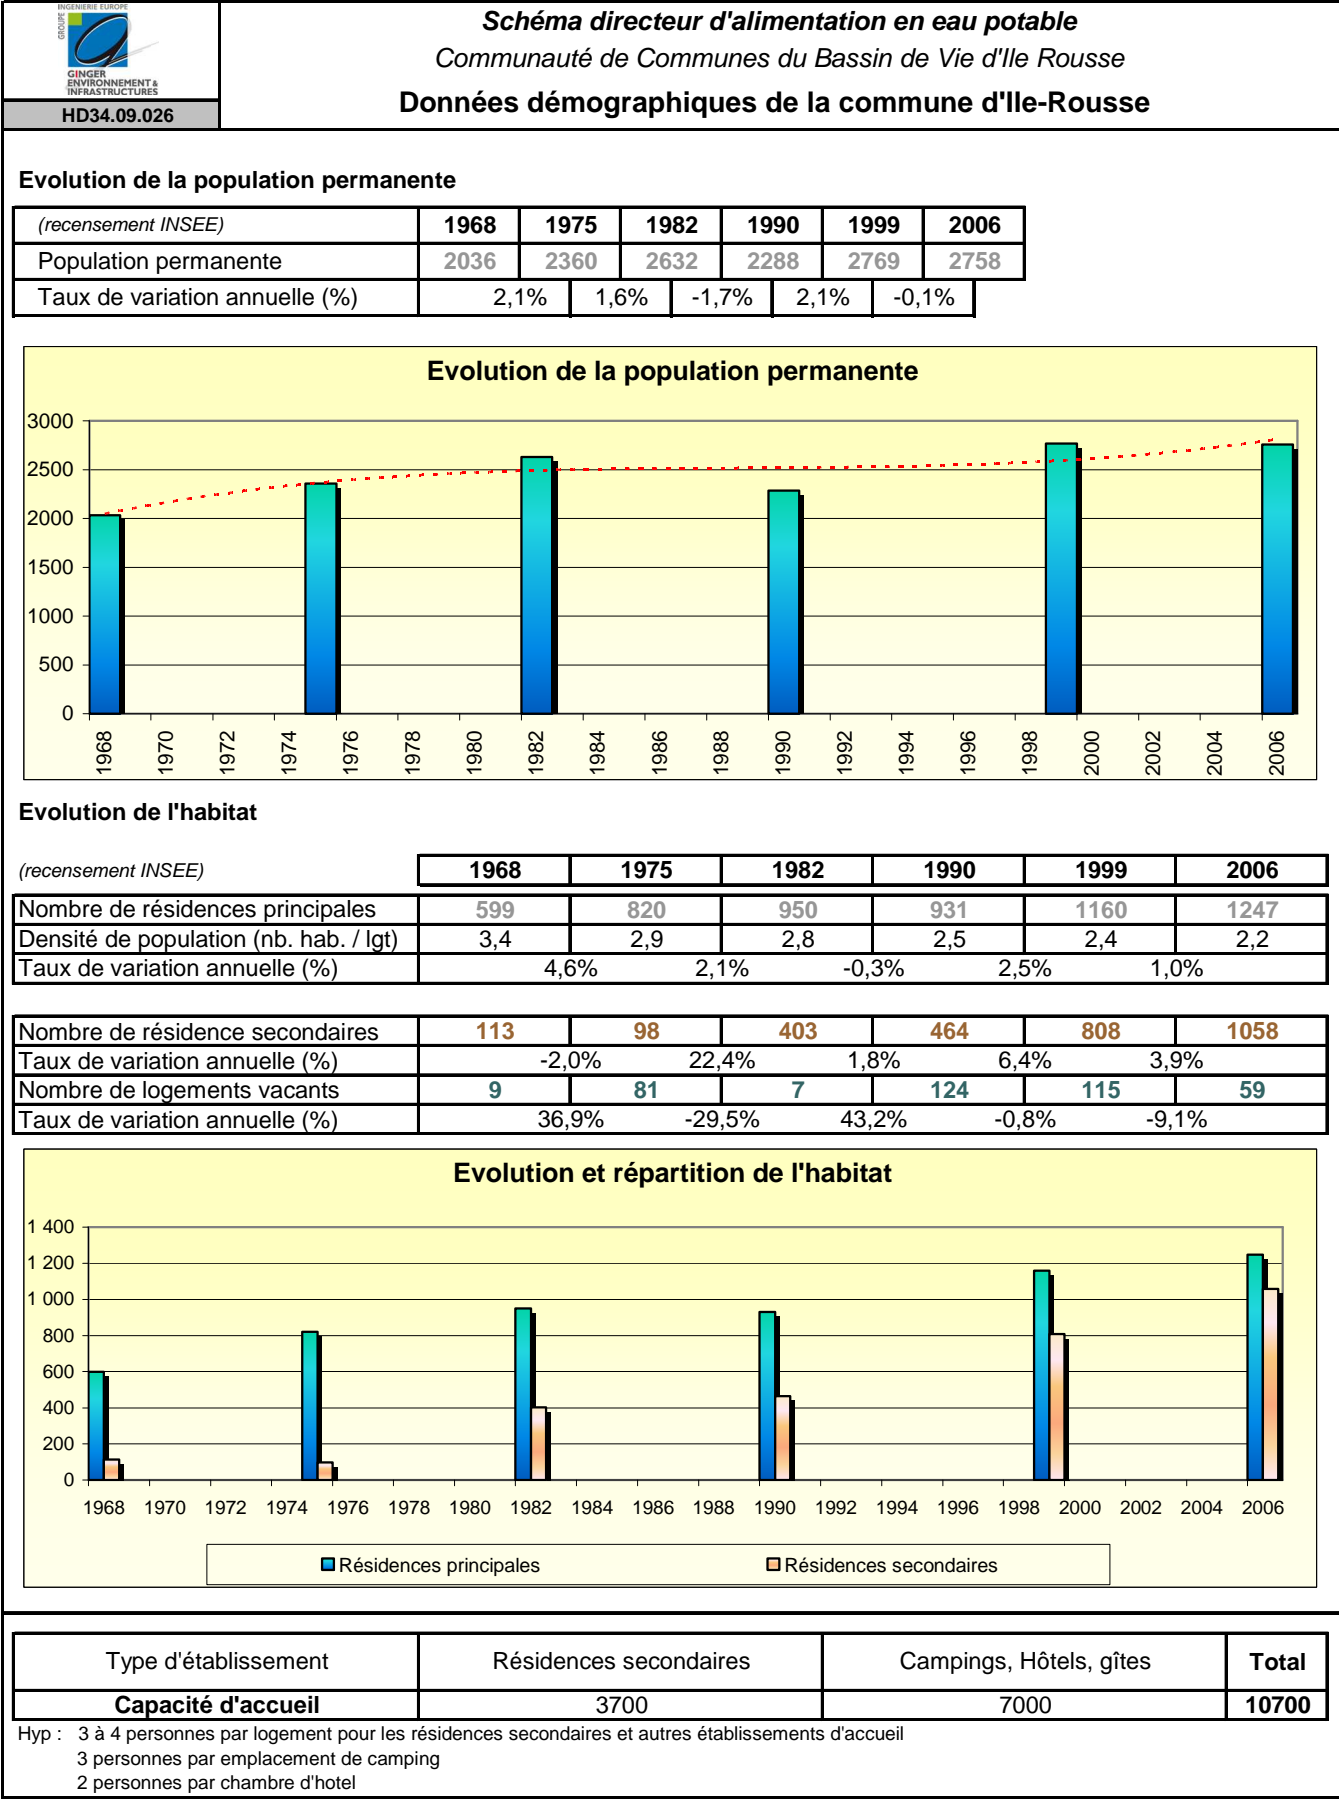 GROUPE
INGENIERIE EUROPE
GINGER
ENVIRONNEMENT &
INFRASTRUCTURES
HD34.09.026
Schéma directeur d'alimentation en eau potable
Communauté de Communes du Bassin de Vie d'Ile Rousse
Données démographiques de la commune d'Ile-Rousse
Evolution de la population permanente
(recensement INSEE) 1968 1975 1982 1990 1999 2006
Population permanente 2036 2360 2632 2288 2769 2758
Taux de variation annuelle (%) 2,1% 1,6% -1,7% 2,1% -0,1%
Evolution de la population permanente
3000
2500
2000
1500
1000
500
0
1968 1970 1972 1974 1976 1978 1980 1982 1984 1986 1988 1990 1992 1994 1996 1998 2000 2002 2004 2006
Evolution de l'habitat
(recensement INSEE) 1968 1975 1982 1990 1999 2006
Nombre de résidences principales 599 820 950 931 1160 1247
Densité de population (nb. hab. / lgt) 3,4 2,9 2,8 2,5 2,4 2,2
Taux de variation annuelle (%) 4,6% 2,1% -0,3% 2,5% 1,0%
Nombre de résidence secondaires 113 98 403 464 808 1058
Taux de variation annuelle (%) -2,0% 22,4% 1,8% 6,4% 3,9%
Nombre de logements vacants 9 81 7 124 115 59
Taux de variation annuelle (%) 36,9% -29,5% 43,2% -0,8% -9,1%
Evolution et répartition de l'habitat
1 400
1 200
1 000
800
600
400
200
0
1968 1970 1972 1974 1976 1978 1980 1982 1984 1986 1988 1990 1992 1994 1996 1998 2000 2002 2004 2006
Résidences principales Résidences secondaires
Type d'établissement Résidences secondaires Campings, Hôtels, gîtes Total
Capacité d'accueil 3700 7000 10700
Hyp : 3 à 4 personnes par logement pour les résidences secondaires et autres établissements d'accueil
3 personnes par emplacement de camping
2 personnes par chambre d'hotel